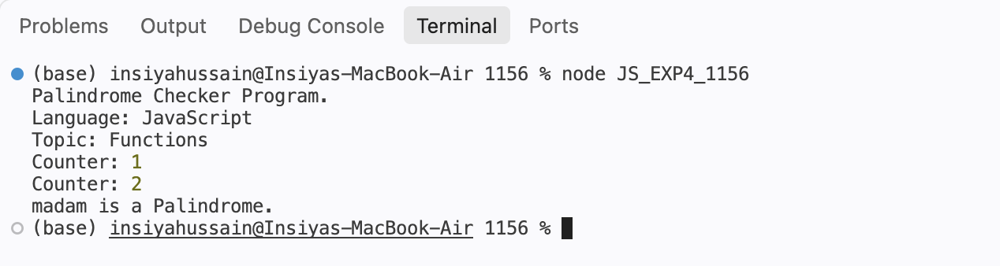 Problems Output Debug Console Terminal Ports
(base) insiyahussain@Insiyas-MacBook-Air 1156 % node JS_EXP4_1156
Palindrome Checker Program.
Language: JavaScript
Topic: Functions
Counter: 1
Counter: 2
madam is a Palindrome.
(base) insiyahussain@Insiyas-MacBook-Air 1156 %